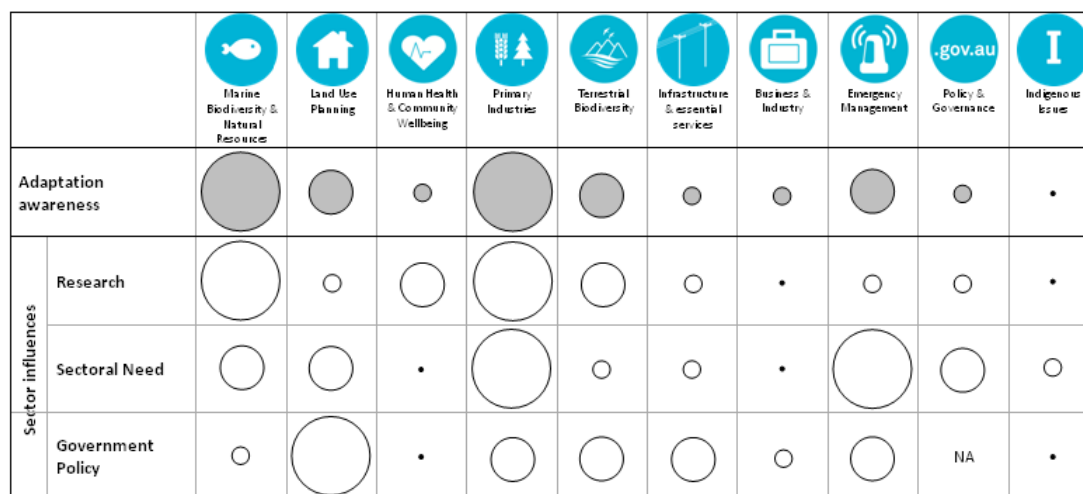 .gov.au
I
Marine
Biodiversity &
Natural
Resources
Land Use
Planning
Human Health
& Community
Wellbeing
Primary
Industries
Terrestrial
Biodiversity
Infrastructure
& essential
services
Business &
Industry
Emergency
Management
Policy &
Governance
Indigenous
Issues
Adaptation
awareness
Sector influences
Research
Sectoral Need
Government
Policy
NA